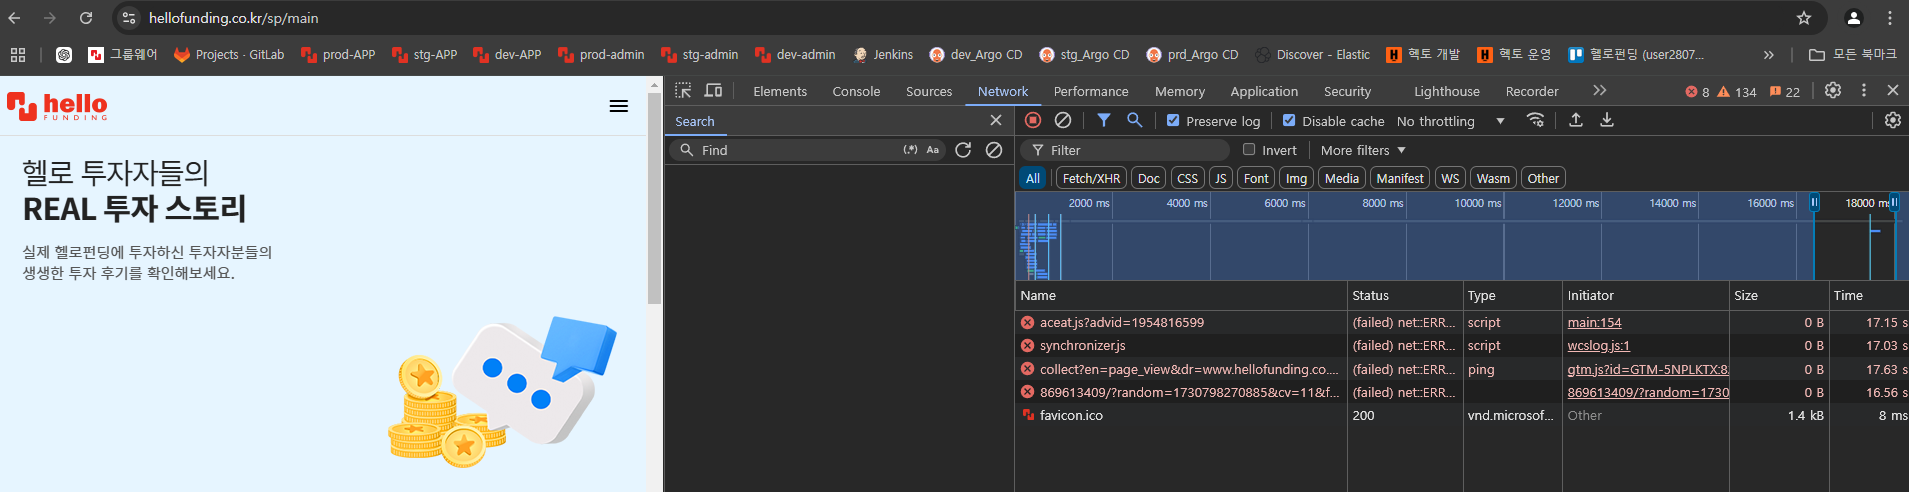 hellofunding.co.kr/sp/main
그룹웨어 Projects · GitLab prod-APP stg-APP dev-APP prod-admin stg-admin dev-admin Jenkins dev_Argo CD stg_Argo CD prd_Argo CD Discover - Elastic 헥토 개발 헥토 운영 헬로펀딩 (user2807... » 모든 북마크
hello
FUNDING
헬로 투자자들의
REAL 투자 스토리
실제 헬로펀딩에 투자하신 투자자분들의
생생한 투자 후기를 확인해보세요.
Elements Console Sources Network Performance Memory Application Security Lighthouse Recorder » 8 134 22
Search
Find (.*) Aa
Preserve log Disable cache No throttling
Filter Invert More filters
All Fetch/XHR Doc CSS JS Font Img Media Manifest WS Wasm Other
2000 ms 4000 ms 6000 ms 8000 ms 10000 ms 12000 ms 14000 ms 16000 ms 18000 ms
Name Status Type Initiator Size Time
aceat.js?advid=1954816599 (failed) net::ERR... script main:154 0 B 17.15 s
synchronizer.js (failed) net::ERR... script wcslog.js:1 0 B 17.03 s
collect?en=page_view&dr=www.hellofunding.co.... (failed) net::ERR... ping gtm.js?id=GTM-5NPLKTX:8. 0 B 17.63 s
869613409/?random=1730798270885&cv=11&f... (failed) net::ERR... 869613409/?random=1730 0 B 16.56 s
favicon.ico 200 vnd.microsof... Other 1.4 kB 8 ms